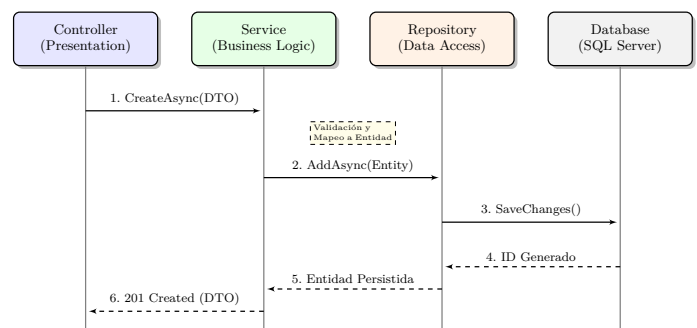 Controller
(Presentation)
Service
(Business Logic)
Repository
(Data Access)
Database
(SQL Server)
1. CreateAsync(DTO)
Validación y
Mapeo a Entidad
2. AddAsync(Entity)
3. SaveChanges()
4. ID Generado
5. Entidad Persistida
6. 201 Created (DTO)